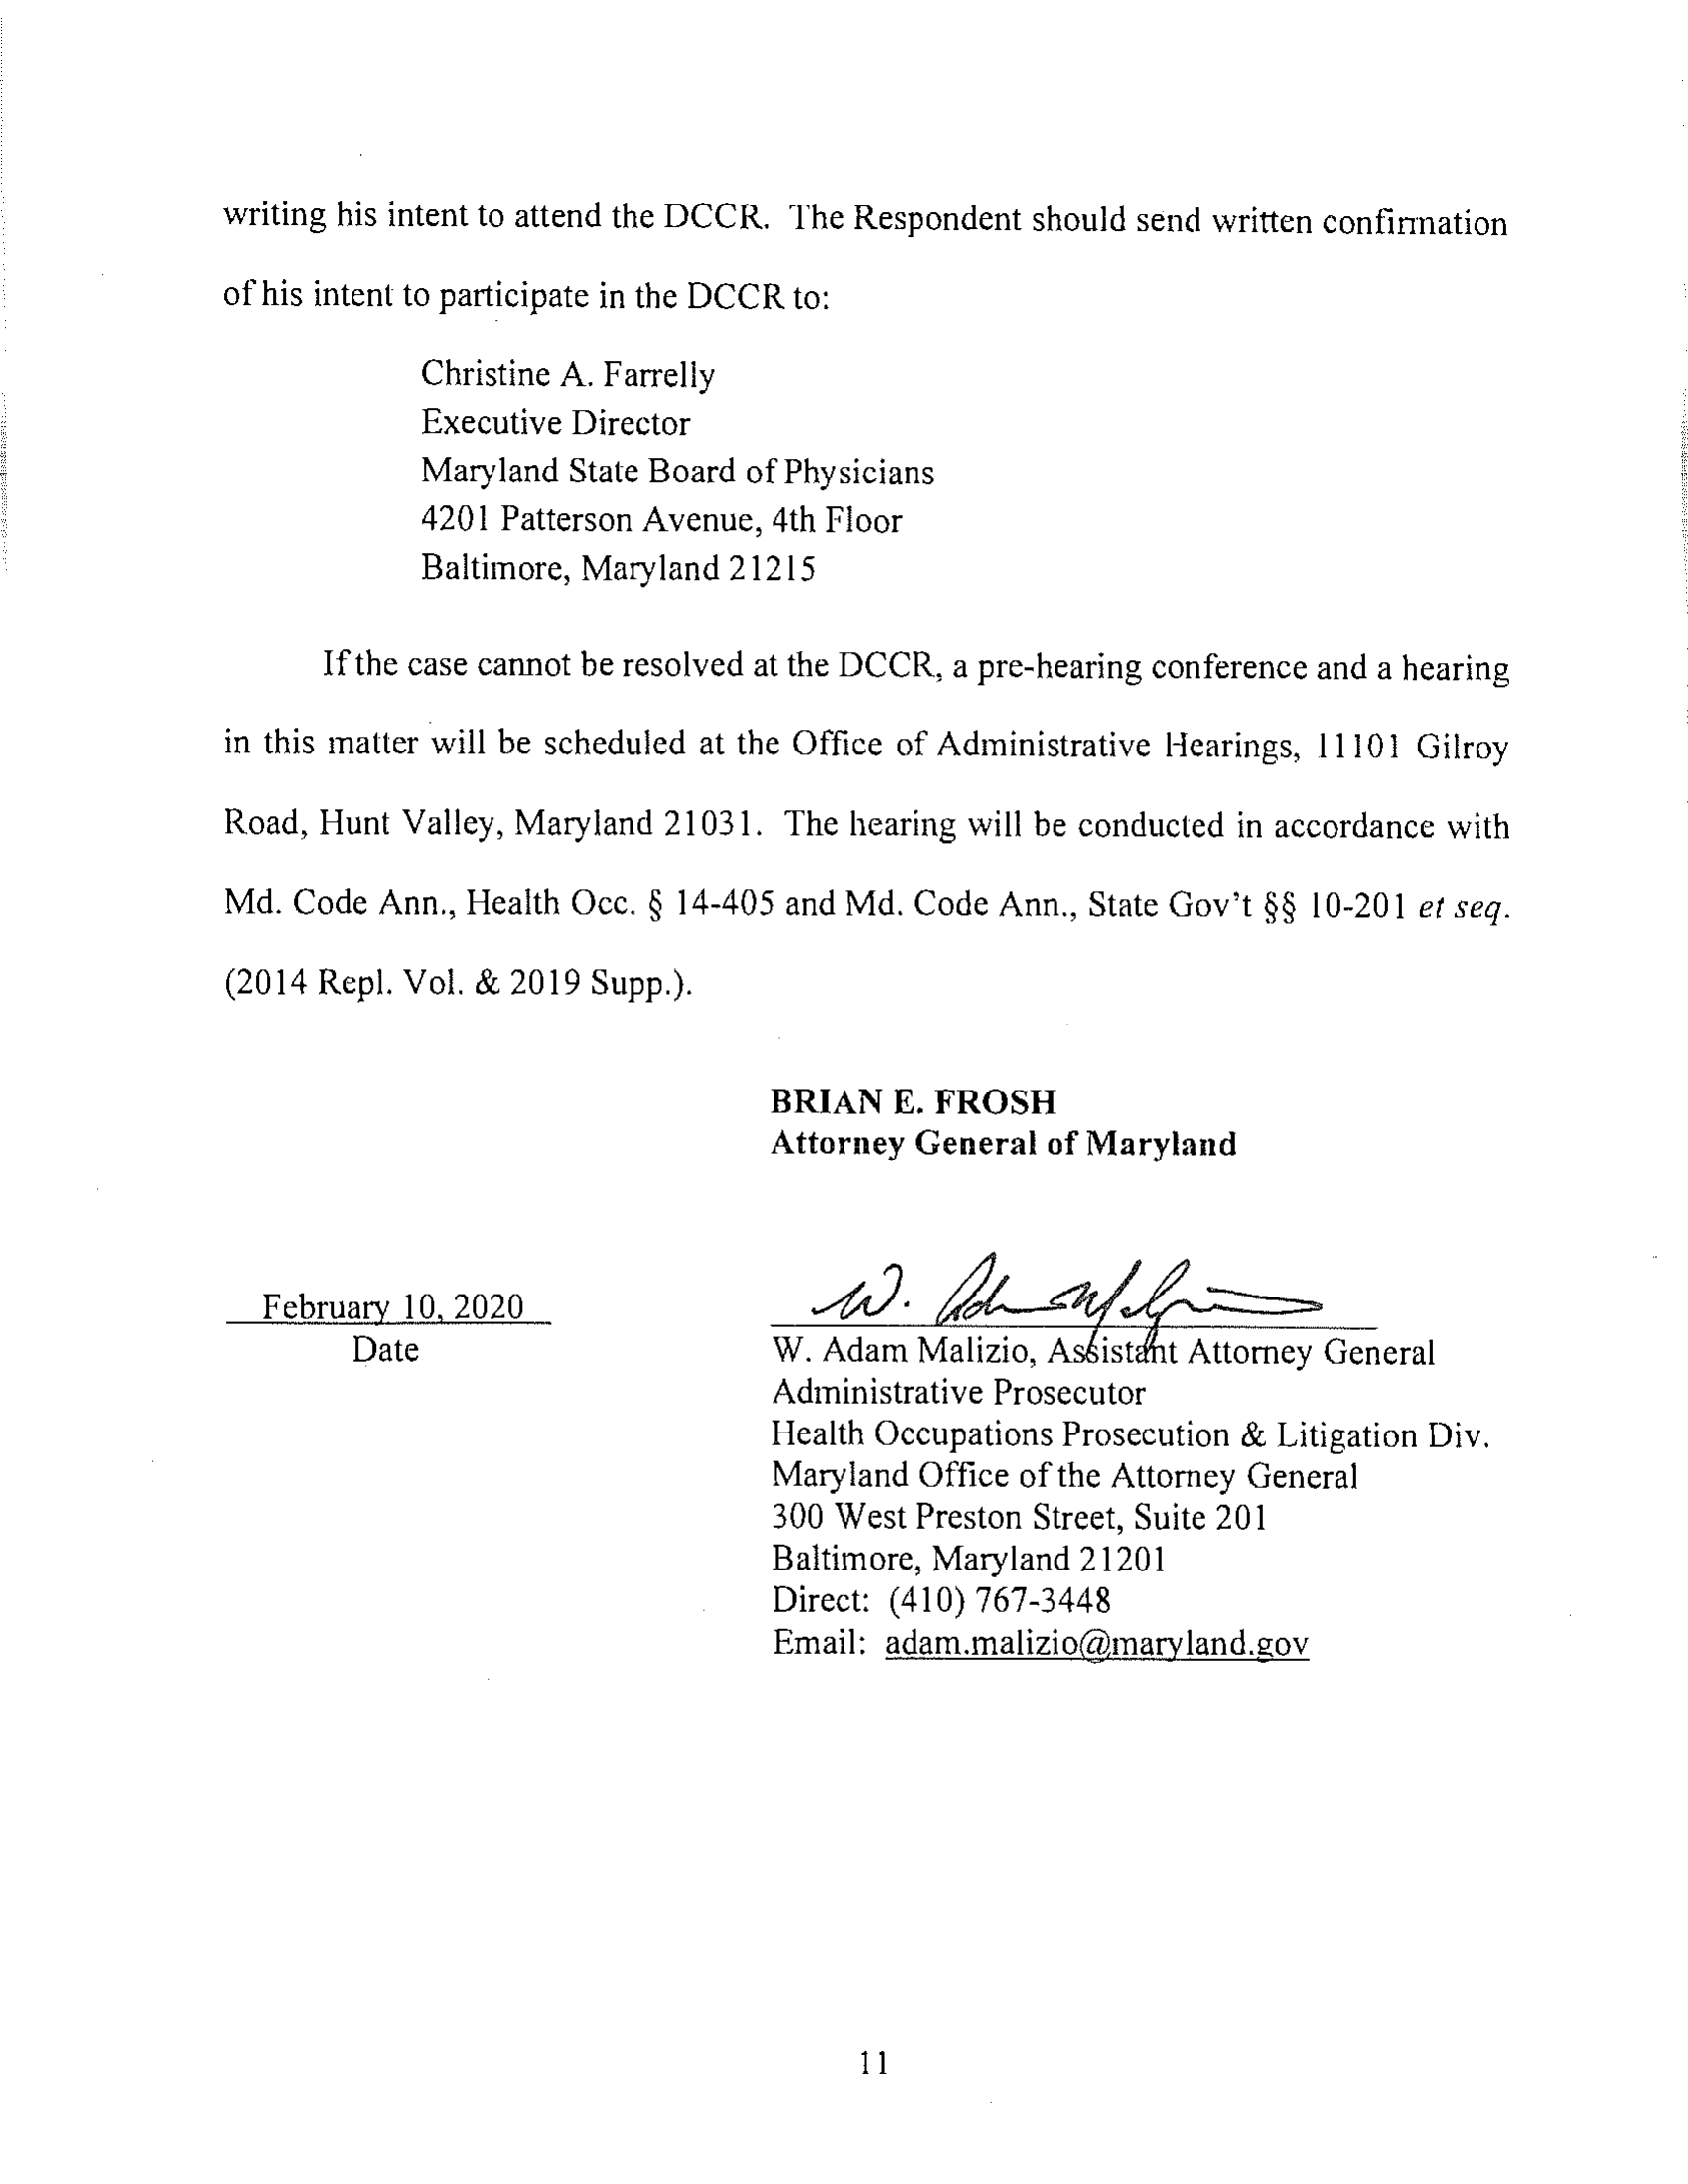 writing his intent to attend the DCCR. The Respondent should send written confirmation
of his intent to participate in the DCCR to:
Christine A. Farrelly
Executive Director
Maryland State Board of Physicians
4201 Patterson Avenue, 4th Floor
Baltimore, Maryland 21215
If the case cannot be resolved at the DCCR, a pre-hearing conference and a hearing
in this matter will be scheduled at the Office of Administrative Hearings, 11101 Gilroy
Road, Hunt Valley, Maryland 21031. The hearing will be conducted in accordance with
Md. Code Ann., Health Occ. § 14-405 and Md. Code Ann., State Gov't §§ 10-201 et seq.
(2014 Repl. Vol. & 2019 Supp.).
BRIAN E. FROSH
Attorney General of Maryland
February 10, 2020
Date
W. Adam Malizio
W. Adam Malizio, Assistant Attorney General
Administrative Prosecutor
Health Occupations Prosecution & Litigation Div.
Maryland Office of the Attorney General
300 West Preston Street, Suite 201
Baltimore, Maryland 21201
Direct: (410) 767-3448
Email: adam.malizio@maryland.gov
11